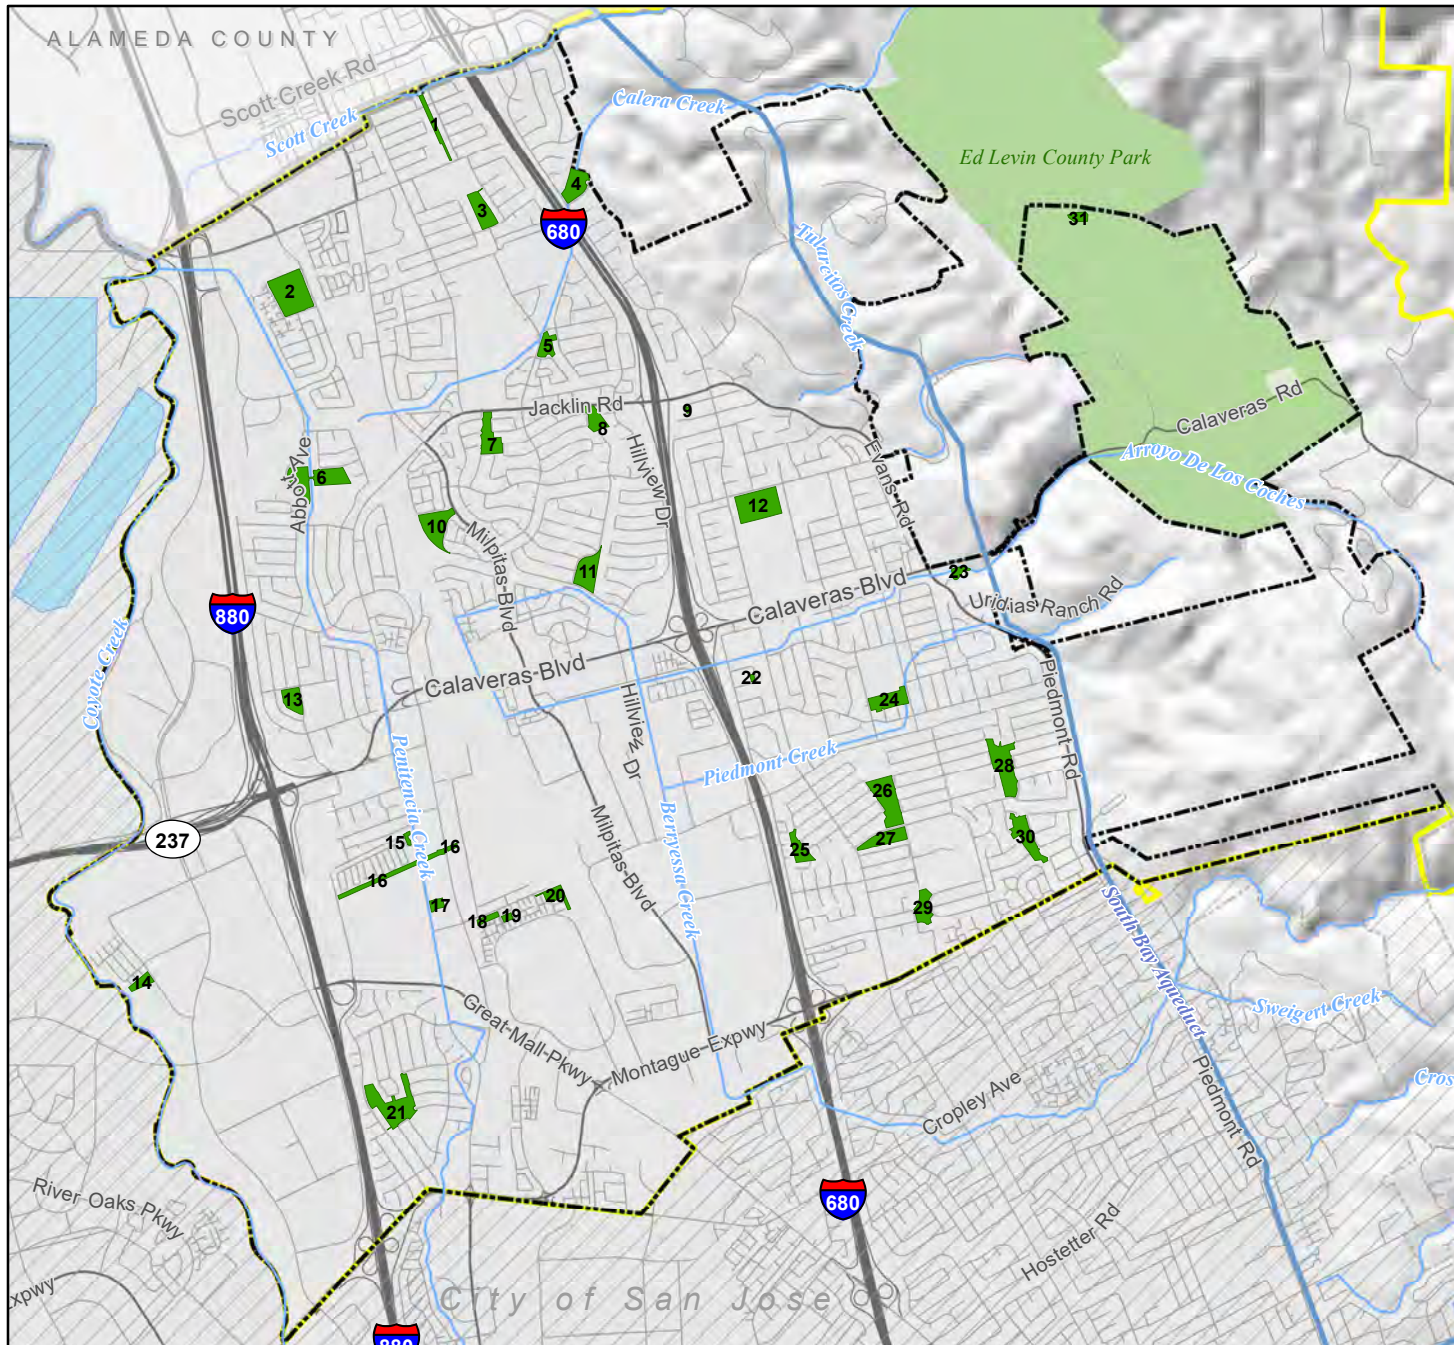 ALAMEDA COUNTY
Scott Creek Rd
Scott Creek
Calera Creek
1
Ed Levin County Park
4
3
31
680
Tularcitos Creek
2
5
Jacklin Rd
9
8
7
Hillview Dr
Evans Rd
Calaveras Rd
Arroyo De Los Coches
Abbott Ave
6
12
10
Milpitas Blvd
11
23
Calaveras Blvd
Uridias Ranch Rd
880
Coyote Creek
Calaveras Blvd
22
Piedmont Rd
13
24
Hillview Dr
Penitencia Creek
Piedmont Creek
28
26
Milpitas Blvd
Berryessa Creek
237
15
16
27
30
25
16
17
20
18
19
29
South Bay Aqueduct
14
Sweigert Creek
Great Mall Pkwy
Montague Expwy
Cropley Ave
Cros
21
Piedmont Rd
River Oaks Pkwy
680
Hostetter Rd
Expwy
City of San Jose
880